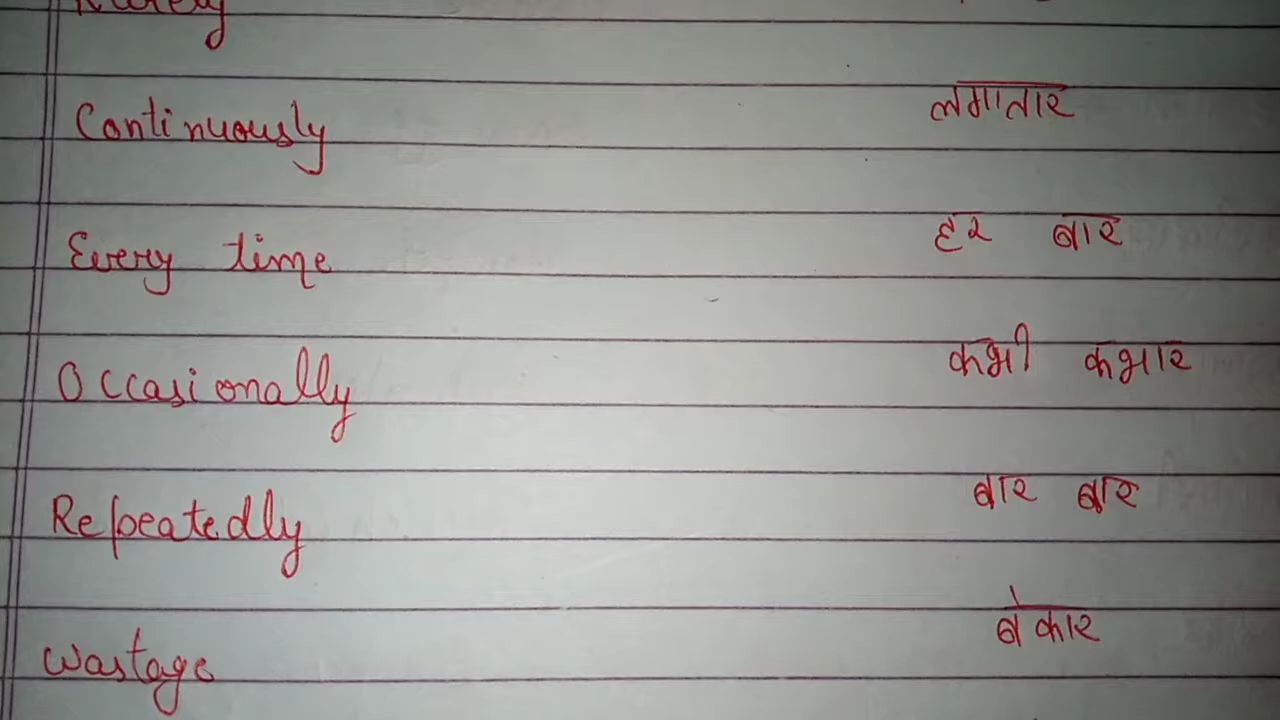 Continuously लगातार
Every time हर बार
Occasionally कभी कभार
Repeatedly बार बार
Wastage बेकार